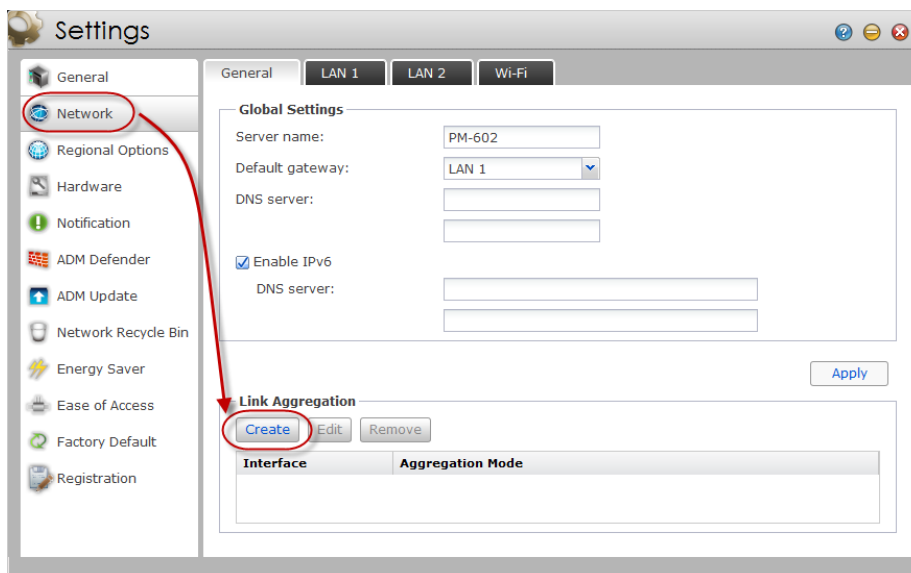 Settings
General
Network
Regional Options
Hardware
Notification
ADM Defender
ADM Update
Network Recycle Bin
Energy Saver
Ease of Access
Factory Default
Registration
General LAN 1 LAN 2 Wi-Fi
Global Settings
Server name: PM-602
Default gateway: LAN 1
DNS server:
Enable IPv6
DNS server:
Apply
Link Aggregation
Create Edit Remove
Interface Aggregation Mode